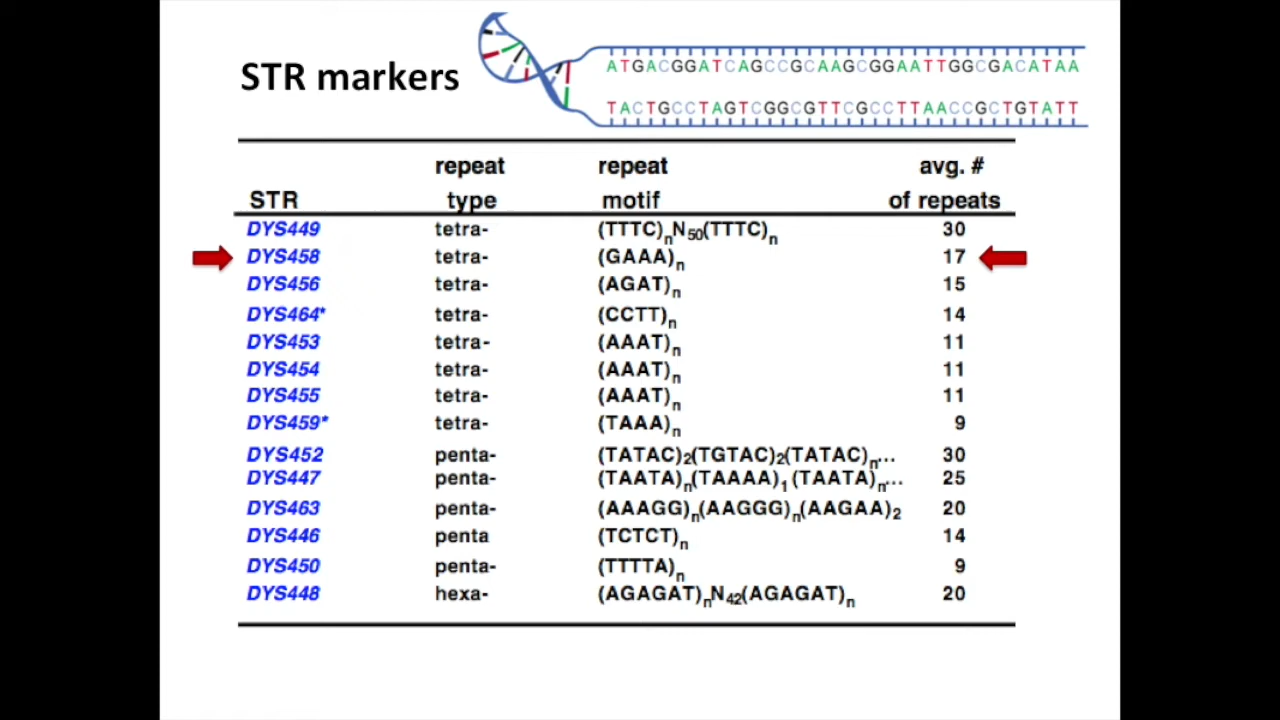 STR markers
ATGACGGATCAGCCGCAAGCGGAATTGGCGACATAA
TACTGCCTAGTCGGCGTTCGCCTTAACCGCTGTATT
repeat repeat avg. #
STR type motif of repeats
DYS449 tetra- (TTTC)nN50(TTTC)n 30
DYS458 tetra- (GAAA)n 17
DYS456 tetra- (AGAT)n 15
DYS464* tetra- (CCTT)n 14
DYS453 tetra- (AAAT)n 11
DYS454 tetra- (AAAT)n 11
DYS455 tetra- (AAAT)n 11
DYS459* tetra- (TAAA)n 9
DYS452 penta- (TATAC)2(TGTAC)2(TATAC)n... 30
DYS447 penta- (TAATA)n(TAAAA)1(TAATA)n... 25
DYS463 penta- (AAAGG)n(AAGGG)n(AAGAA)2 20
DYS446 penta (TCTCT)n 14
DYS450 penta- (TTTTA)n 9
DYS448 hexa- (AGAGAT)nN42(AGAGAT)n 20